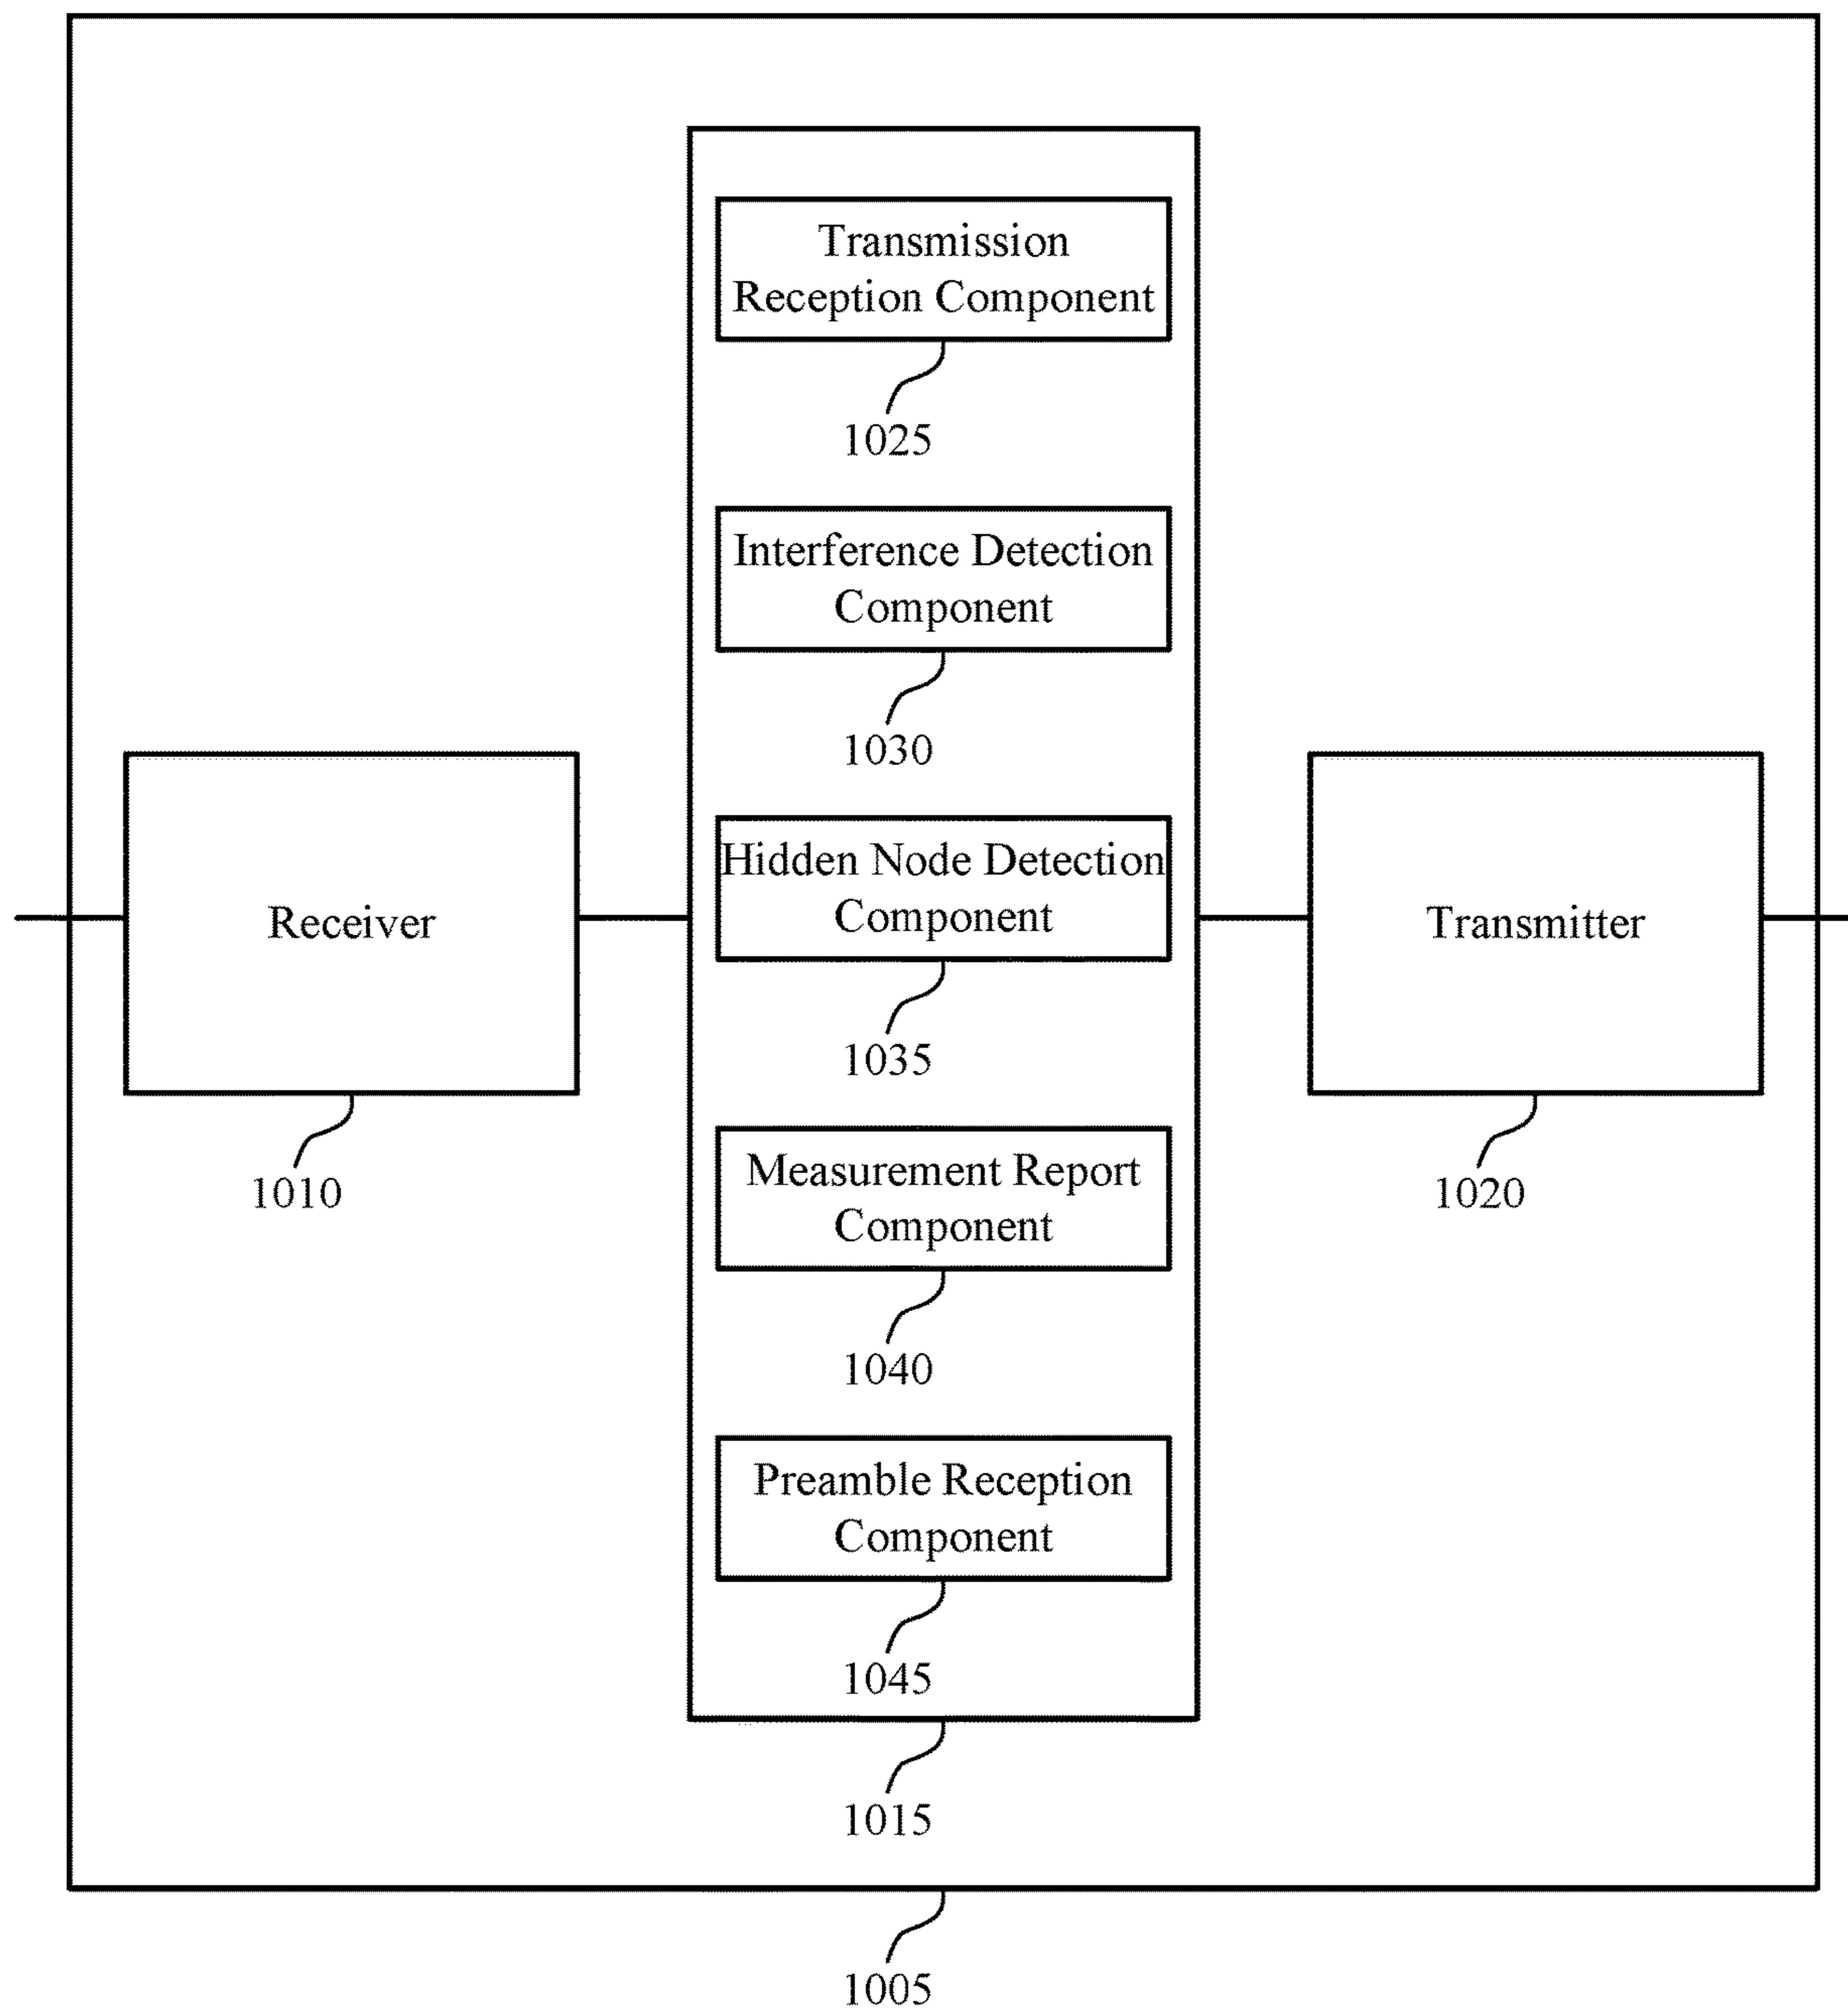 Transmission
Reception Component
1025
Interference Detection
Component
1030
Hidden Node Detection
Component
1035
Receiver
1010
Transmitter
1020
Measurement Report
Component
1040
Preamble Reception
Component
1045
1015
1005